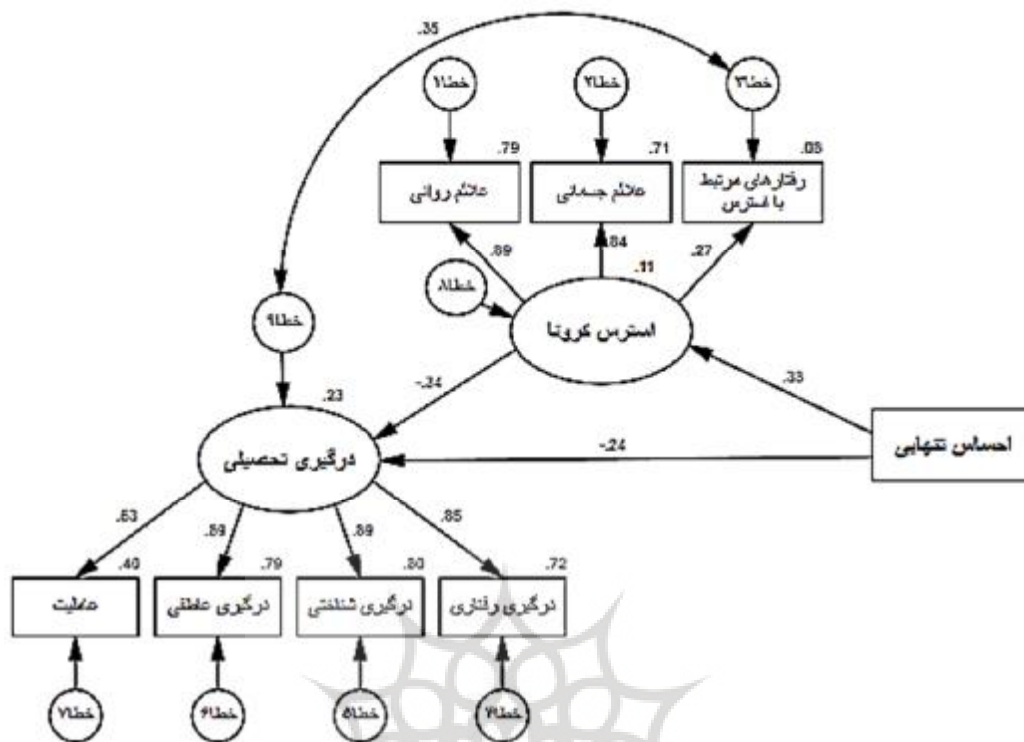 .35
خطا۱
خطا۲
خطا۳
.79
.71
علائم روانی
علائم جسمانی
رفتارهای مرتبط
با استرس
.89
.84
.27
.11
خطا۸
استرس کرونا
خطا۹
.23
-.34
.33
احساس تنهایی
-.24
درگیری تحصیلی
.63
.89
.89
.85
.40
.79
.80
.72
عاملیت
درگیری عاطفی
درگیری شناختی
درگیری رفتاری
خطا۷
خطا۶
خطا۵
خطا۴